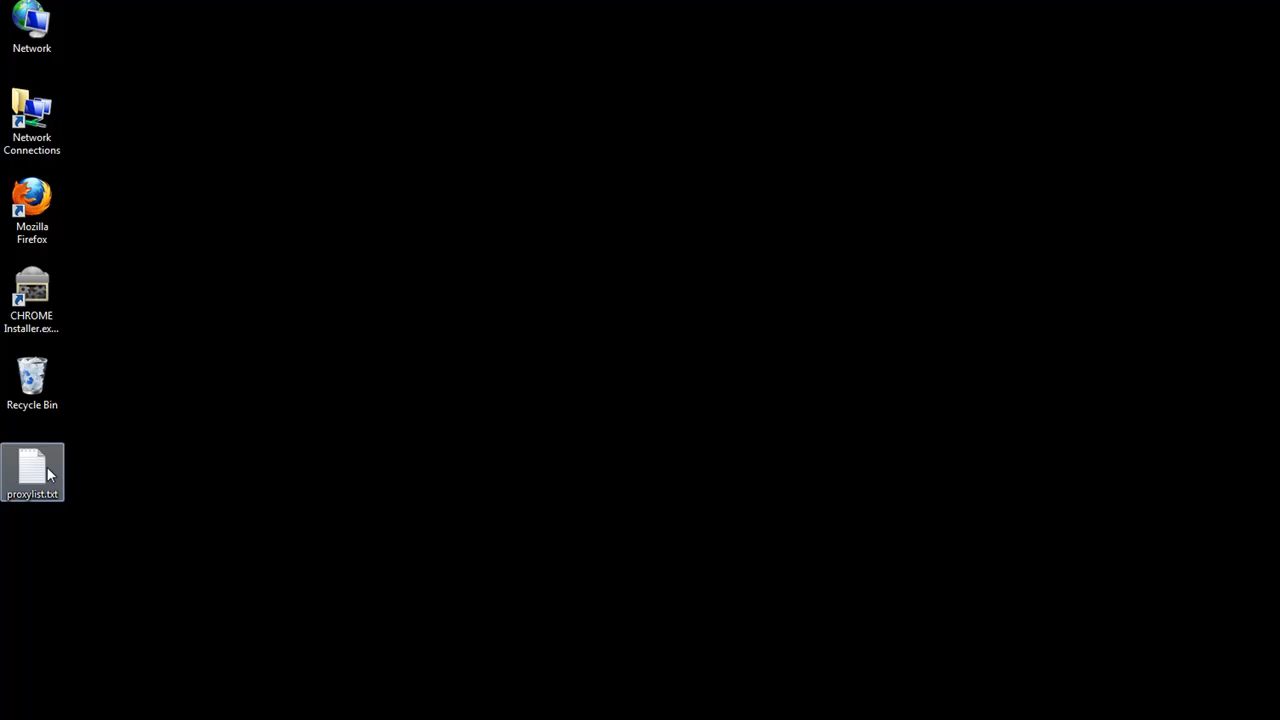 Network
Network
Connections
Mozilla
Firefox
CHROME
Installer.ex...
Recycle Bin
proxylist.txt